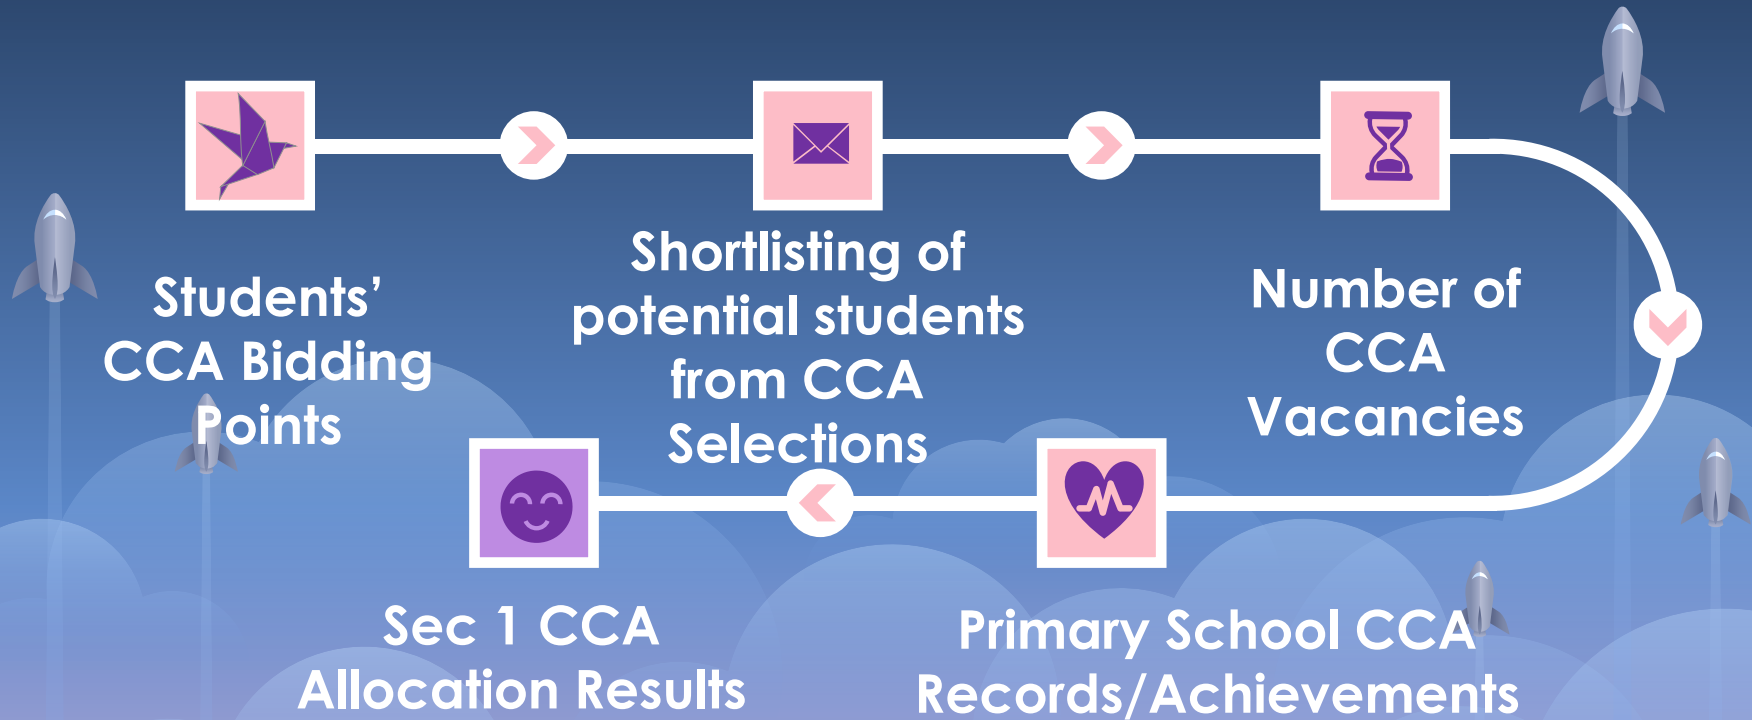 Students’
CCA Bidding
Points
Shortlisting of
potential students
from CCA
Selections
Number of
CCA
Vacancies
Primary School CCA
Records/Achievements
Sec 1 CCA
Allocation Results